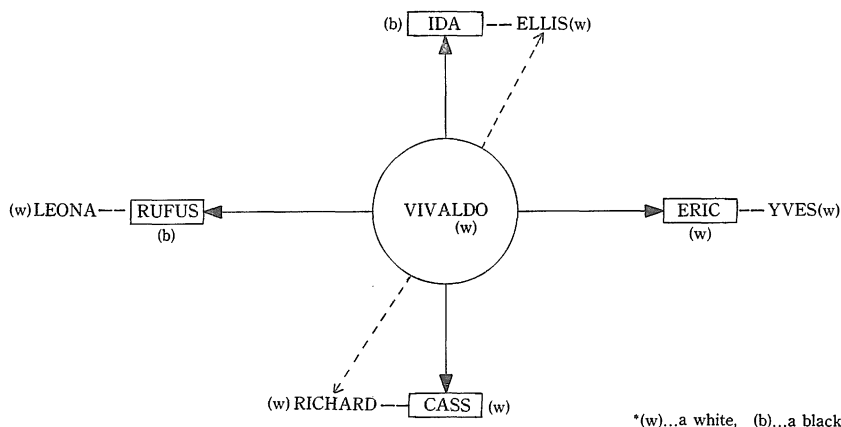 (b) IDA ELLIS(w)
(w)LEONA RUFUS VIVALDO ERIC YVES(w)
(b) (w) (w)
(w) RICHARD CASS (w)
*(w)...a white, (b)...a black